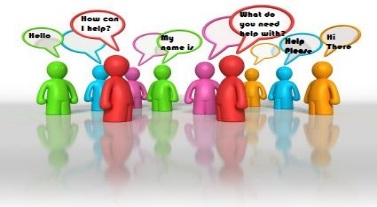 Hello
How can
I help?
My
name is
What do
you need
help with?
Help
Please
Hi
There